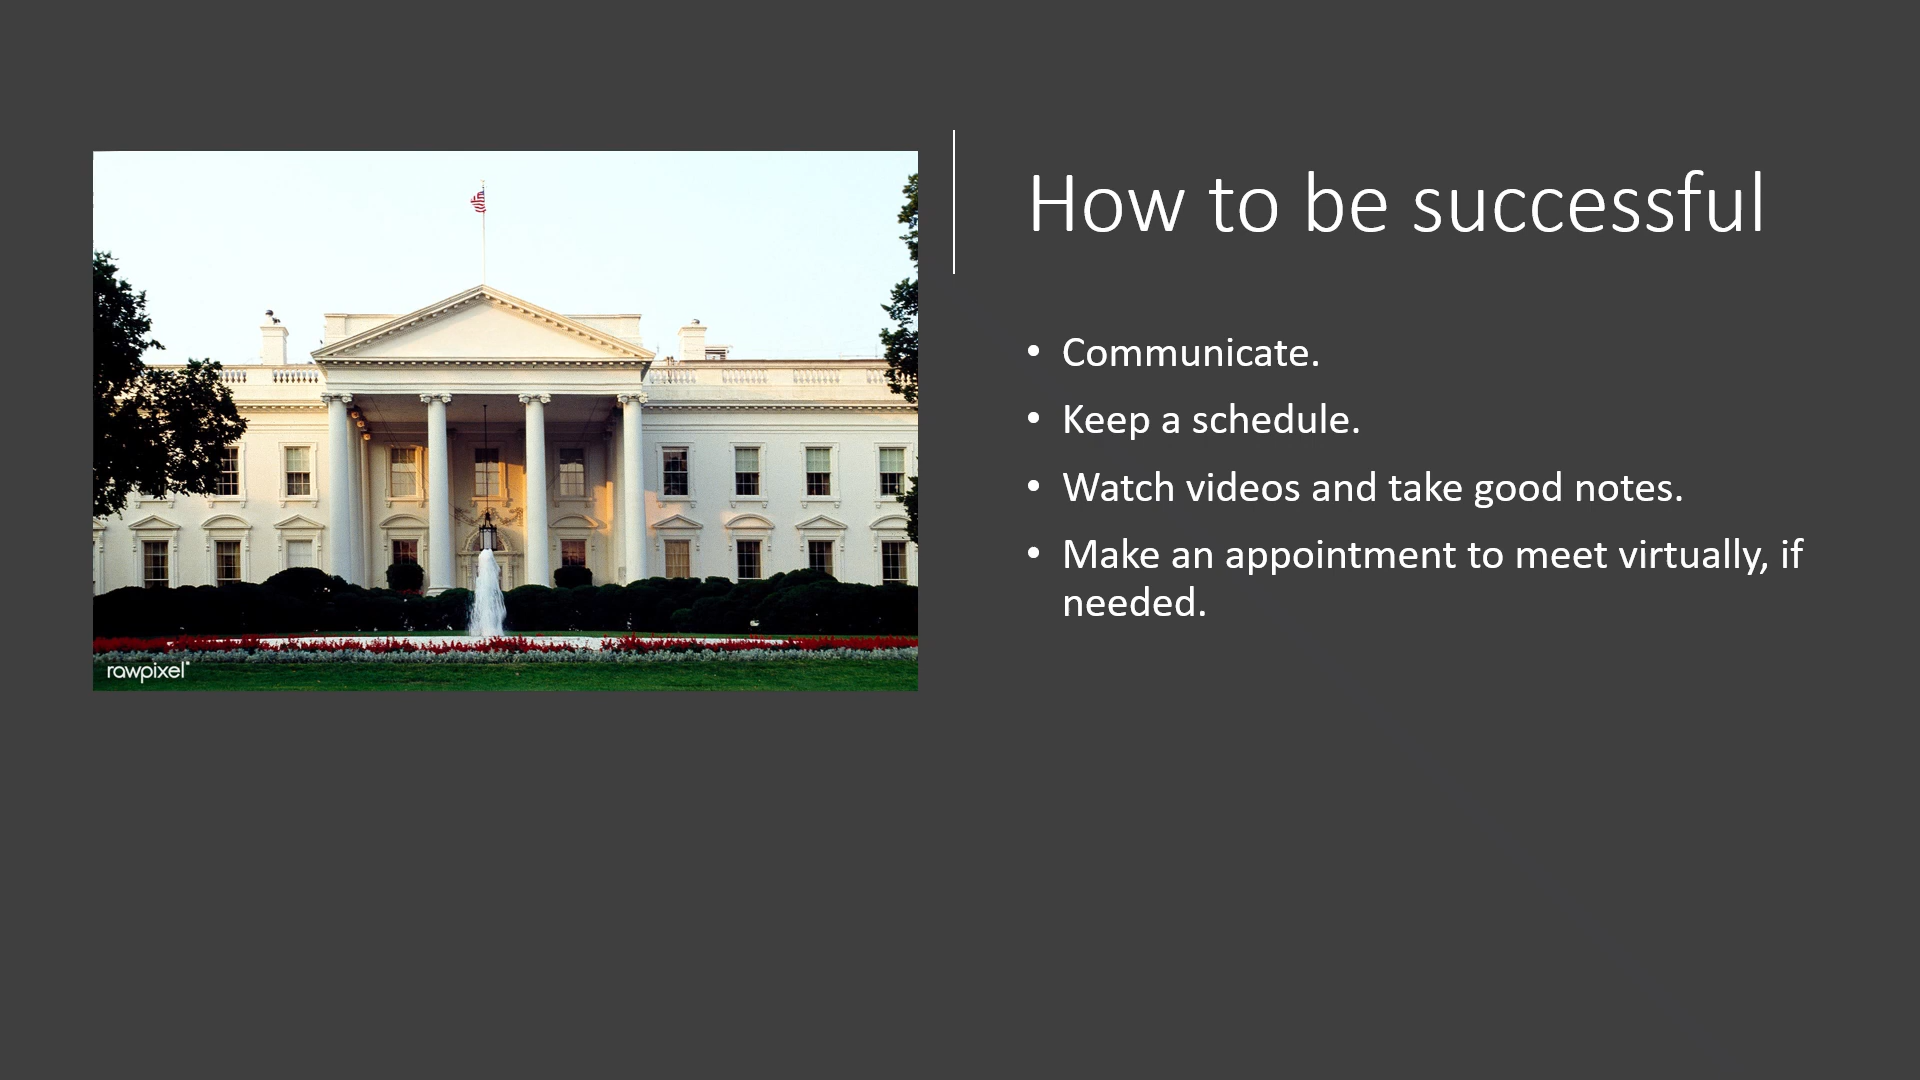 How to be successful
• Communicate.
• Keep a schedule.
• Watch videos and take good notes.
• Make an appointment to meet virtually, if
needed.
rawpixel